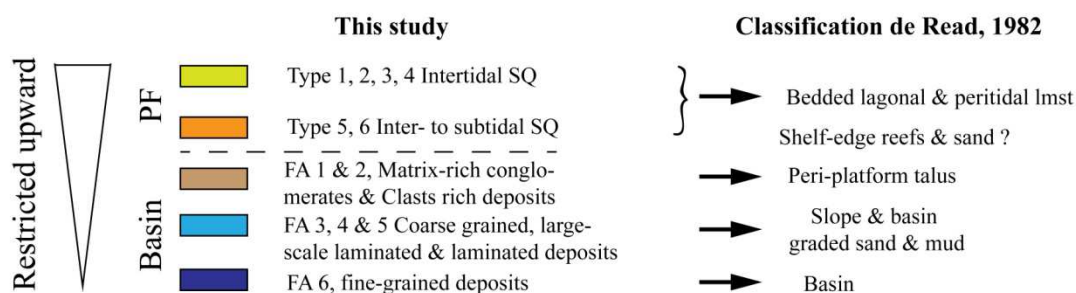 This study
Classification de Read, 1982
Restricted upward
PF
Basin
Type 1, 2, 3, 4 Intertidal SQ
Type 5, 6 Inter- to subtidal SQ
FA 1 & 2, Matrix-rich conglo-
merates & Clasts rich deposits
FA 3, 4 & 5 Coarse grained, large-
scale laminated & laminated deposits
FA 6, fine-grained deposits
Bedded lagonal & peritidal lmst
Shelf-edge reefs & sand ?
Peri-platform talus
Slope & basin
graded sand & mud
Basin